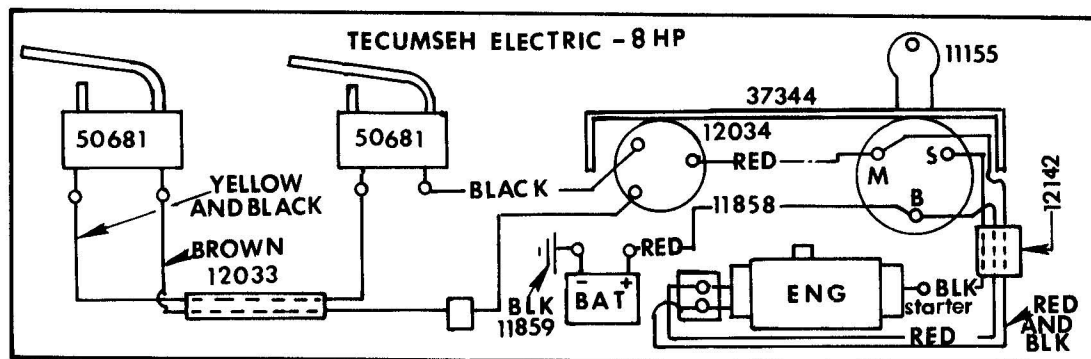 TECUMSEH ELECTRIC – 8 HP
11155
37344
50681
50681
12034
RED
M
S
B
YELLOW
AND BLACK
BLACK
11858
12142
BROWN
12033
RED
- +
BAT
BLK
11859
ENG
BLK
starter
RED
RED
AND
BLK